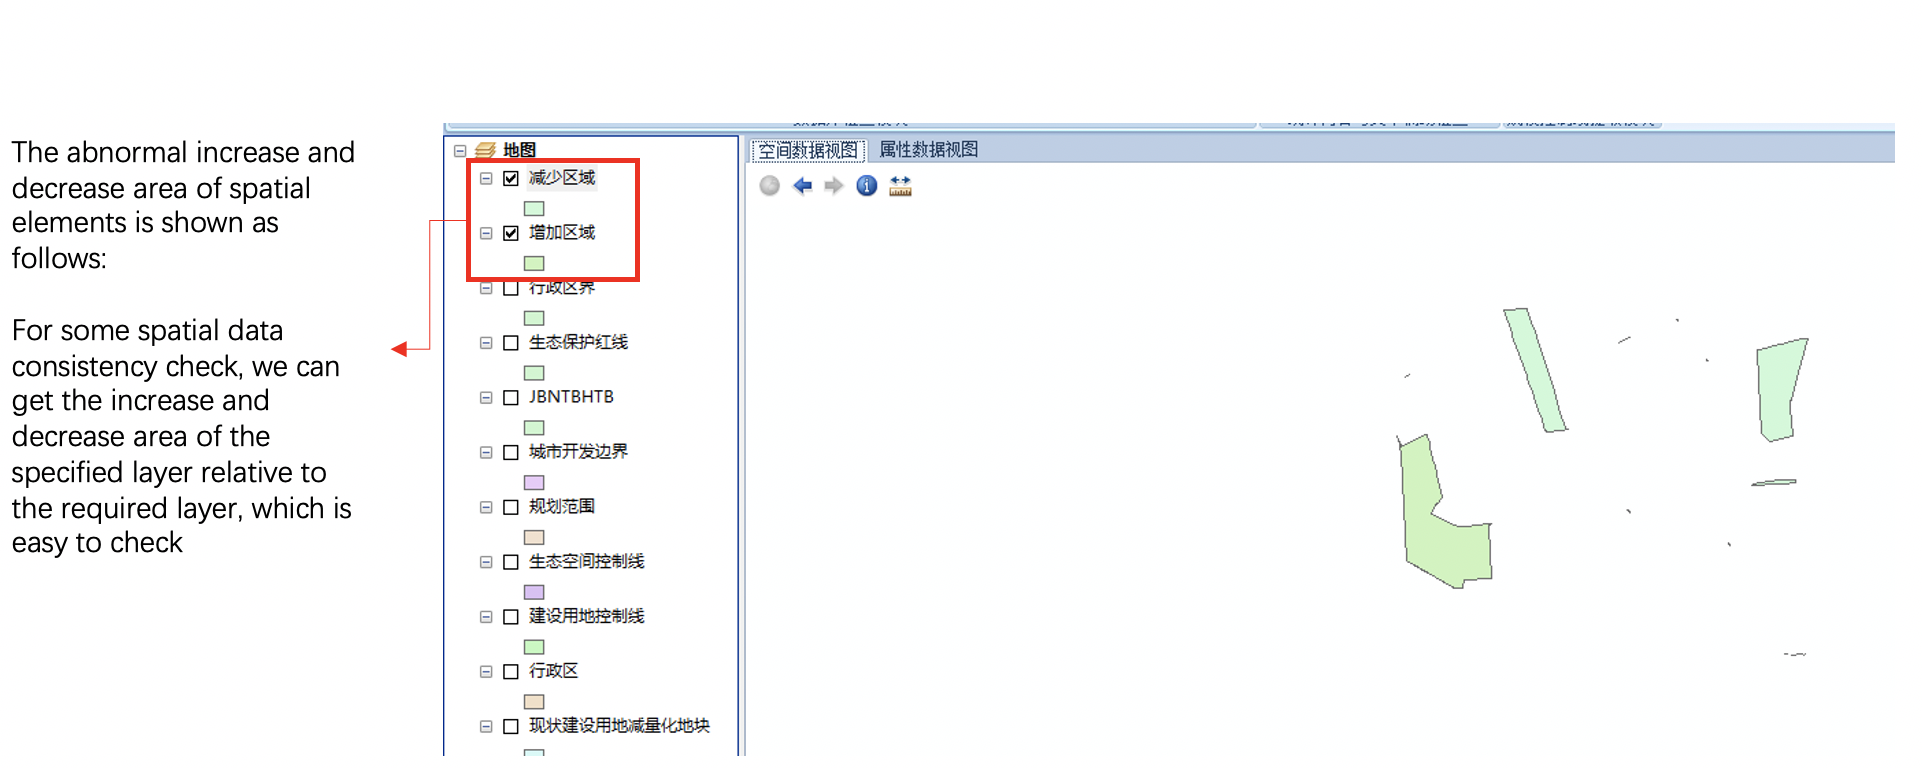 The abnormal increase and
decrease area of spatial
elements is shown as
follows:
For some spatial data
consistency check, we can
get the increase and
decrease area of the
specified layer relative to
the required layer, which is
easy to check
地图
减少区域
增加区域
行政区界
生态保护红线
JBNTBHTB
城市开发边界
规划范围
生态空间控制线
建设用地控制线
行政区
现状建设用地减量化地块
空间数据视图 属性数据视图